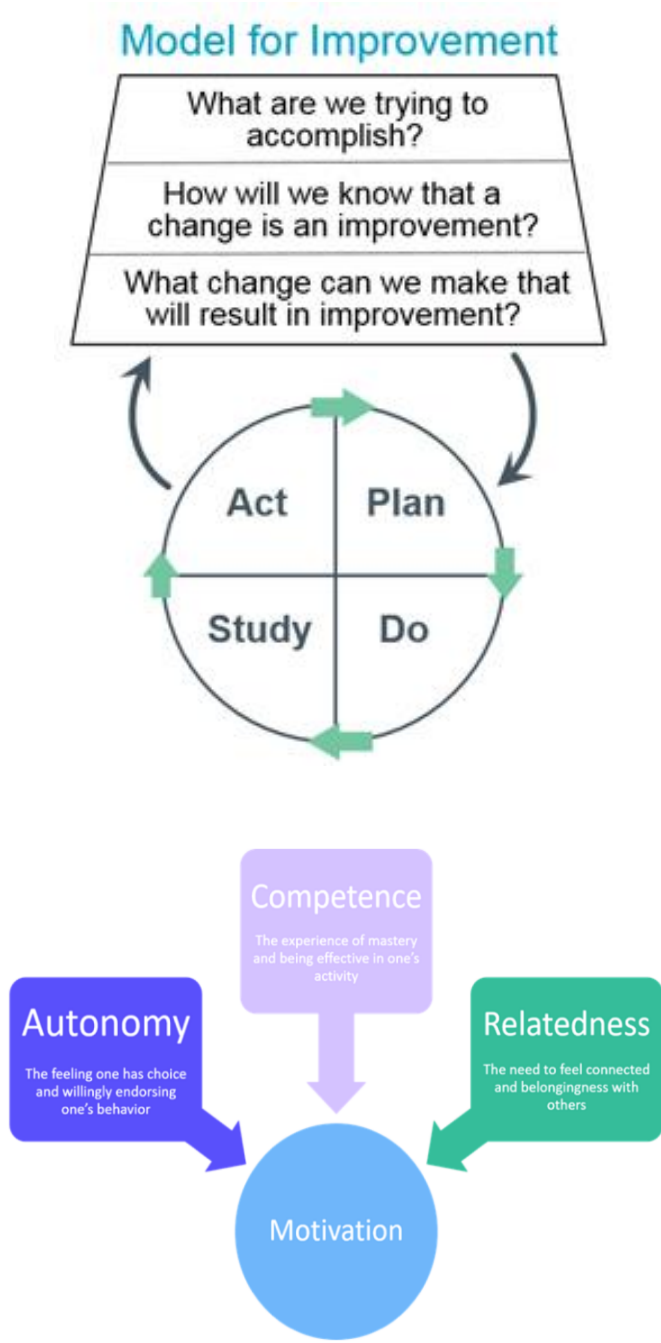 Model for Improvement
What are we trying to
accomplish?
How will we know that a
change is an improvement?
What change can we make that
will result in improvement?
Act
Plan
Study
Do
Competence
The experience of mastery
and being effective in one's
activity
Autonomy
The feeling one has choice
and willingly endorsing
one's behavior
Relatedness
The need to feel connected
and belongingness with
others
Motivation